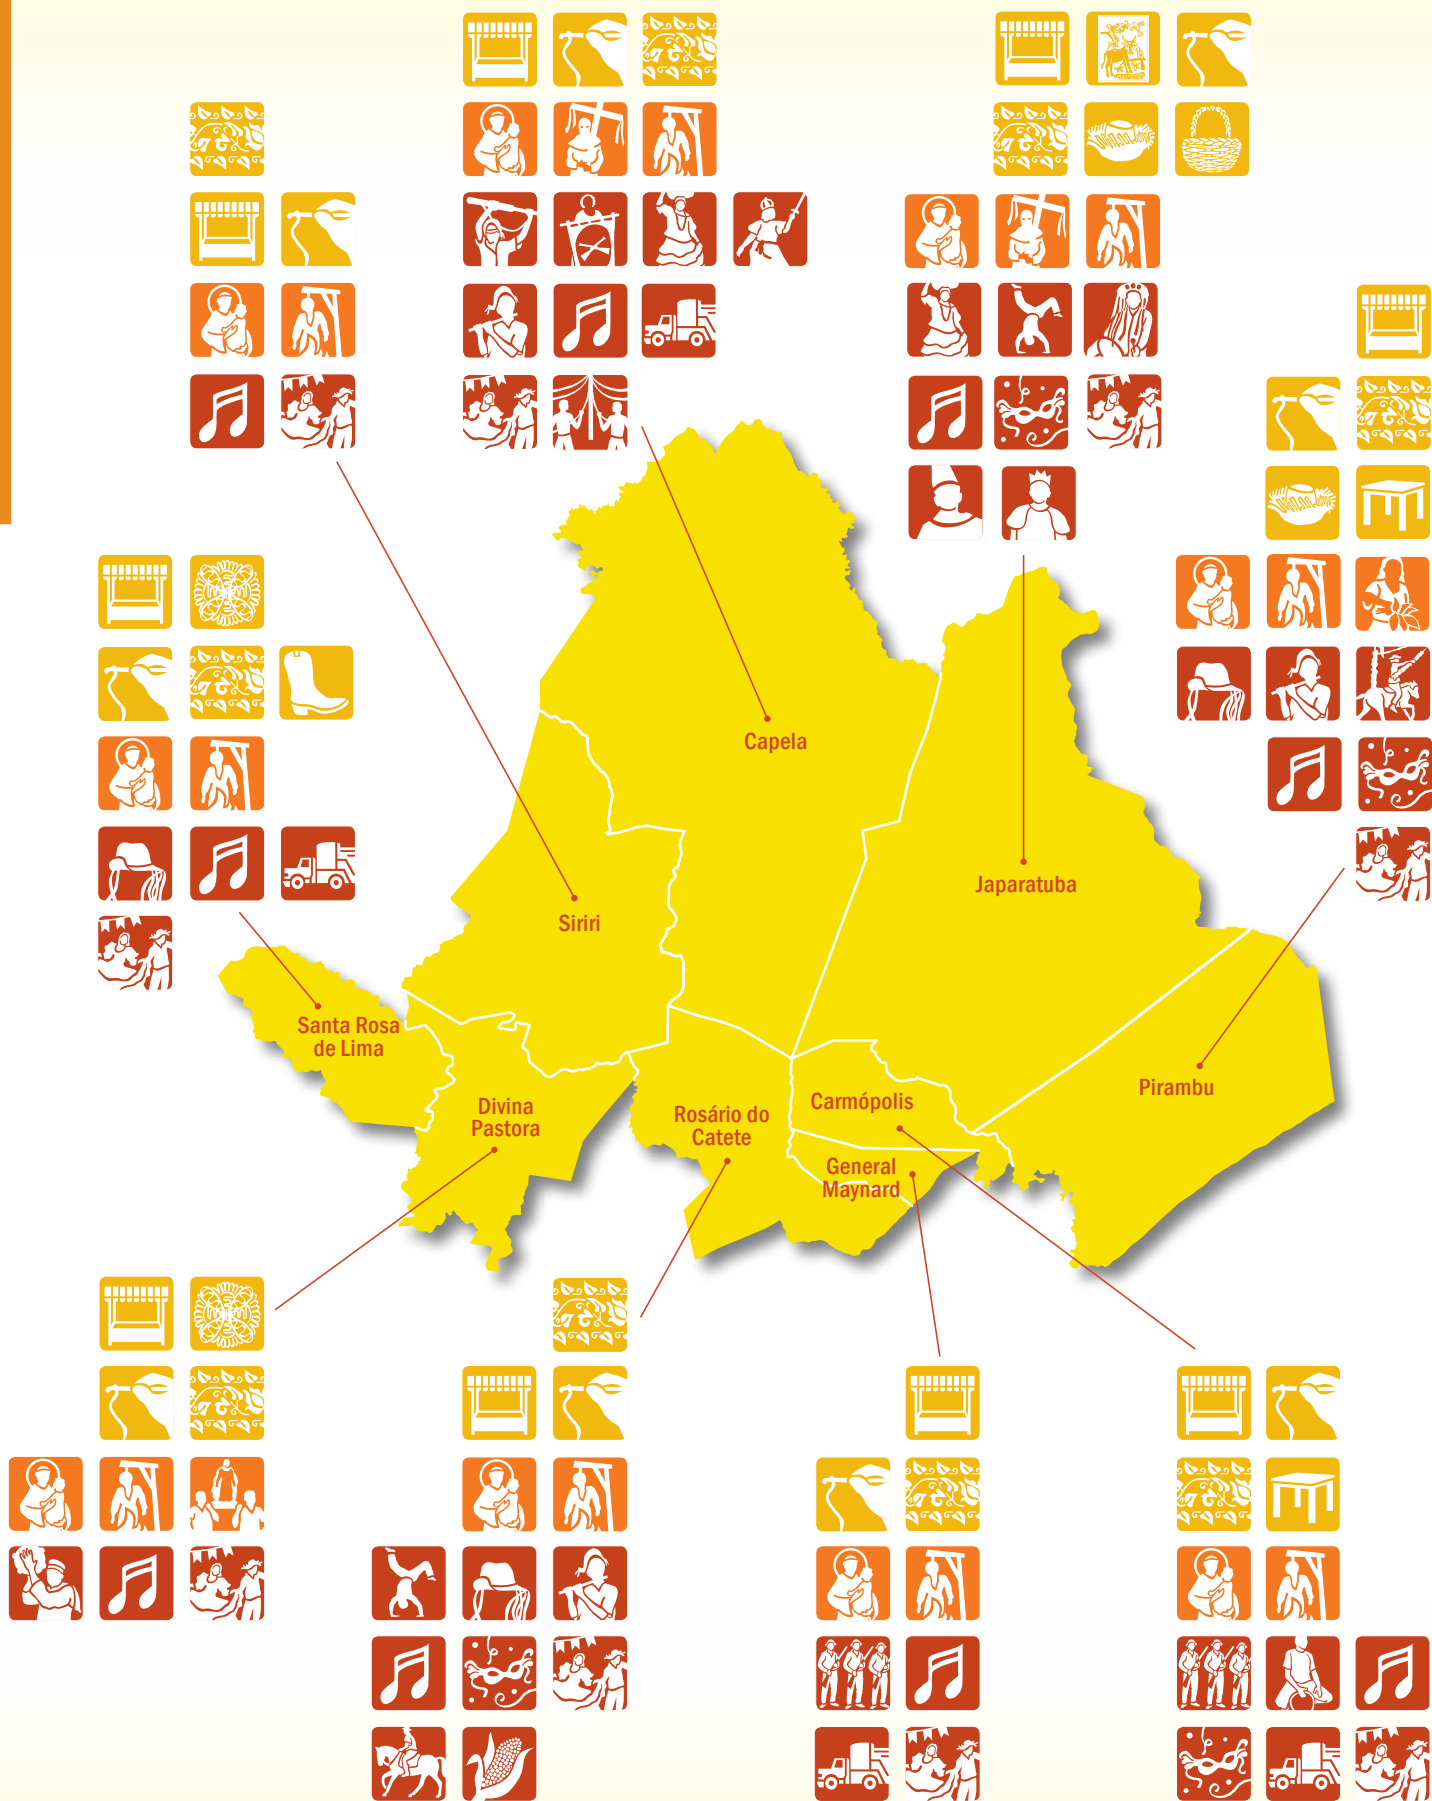 Capela
Japaratuba
Siriri
Santa Rosa
de Lima
Pirambu
Carmópolis
Divina
Pastora
Rosário do
Catete
General
Maynard